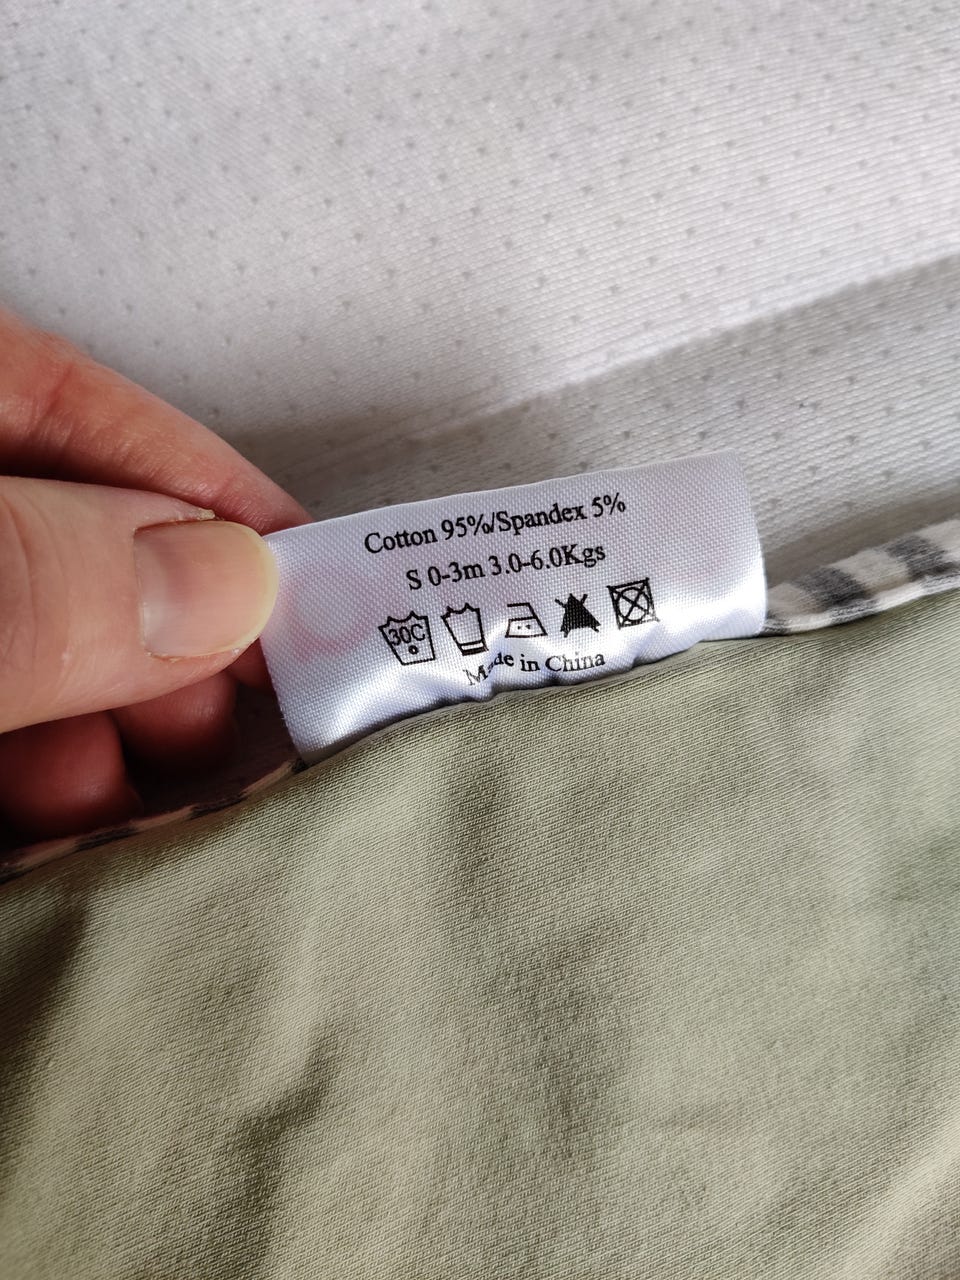 Cotton 95%/Spandex 5%
S 0-3m 3.0-6.0Kgs
30C
Made in China